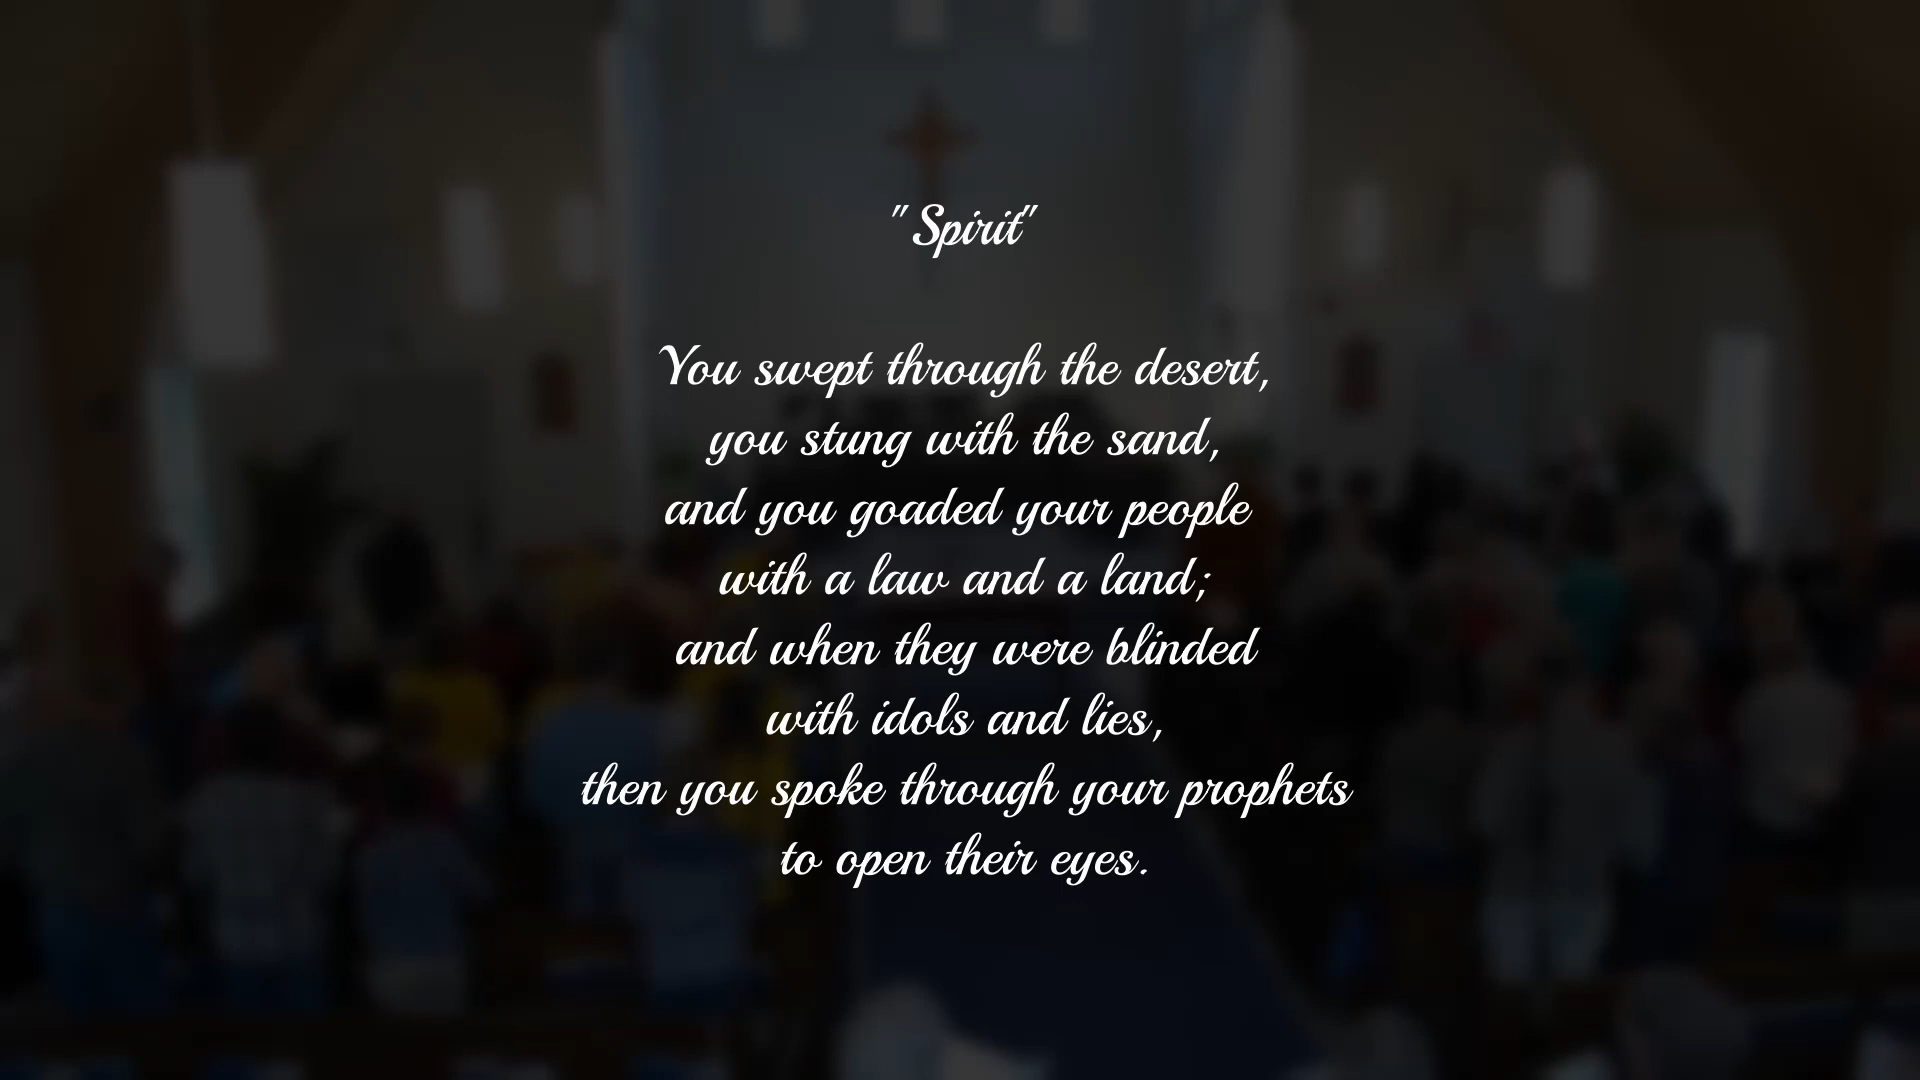 "Spirit"
You swept through the desert,
you stung with the sand,
and you goaded your people
with a law and a land;
and when they were blinded
with idols and lies,
then you spoke through your prophets
to open their eyes.